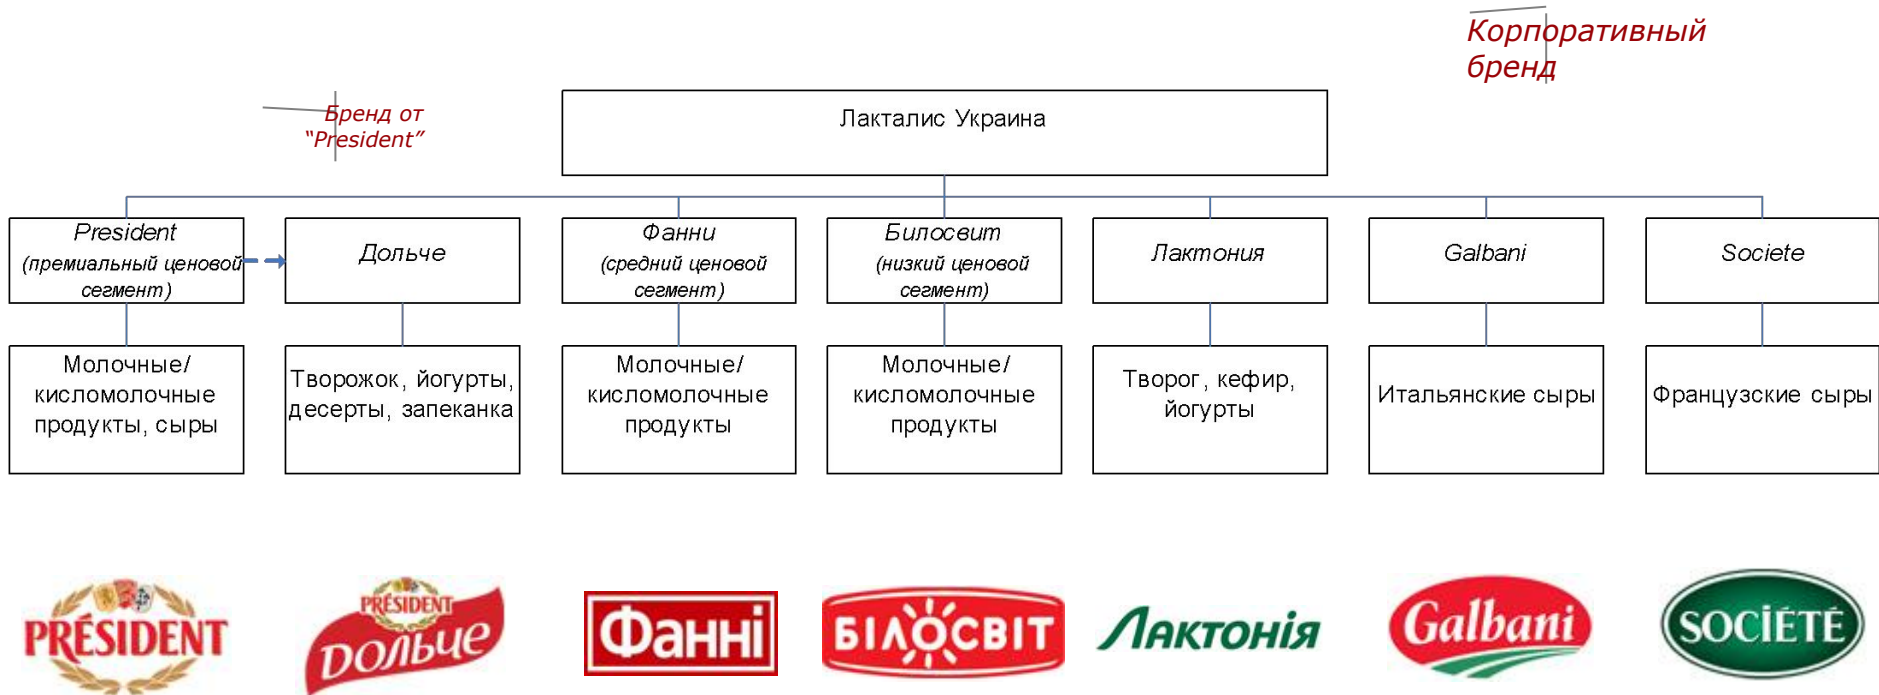 Корпоративный
бренд
Бренд от
“President”
Лакталис Украина
President
(премиальный ценовой
сегмент)
Дольче
Фанни
(средний ценовой
сегмент)
Билосвит
(низкий ценовой
сегмент)
Лактония
Galbani
Societe
Молочные/
кисломолочные
продукты, сыры
Творожок, йогурты,
десерты, запеканка
Молочные/
кисломолочные
продукты
Молочные/
кисломолочные
продукты
Творог, кефир,
йогурты
Итальянские сыры
Французские сыры
PRÉSIDENT
PRÉSIDENT
ДОЛЬЧЕ
Фанні
БІЛОСВІТ
Лактонія
Galbani
SOCIÉTÉ